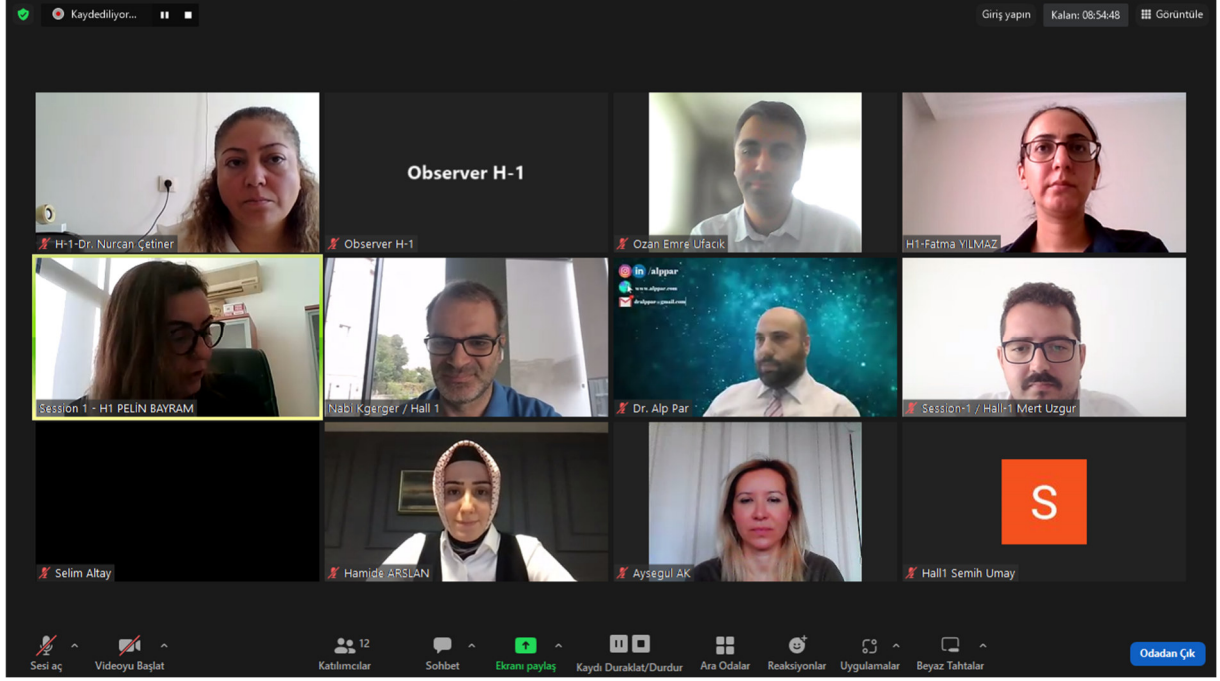 Kaydediliyor...
Giriş yapın
Kalan: 08:54:48
Görüntüle
H-1-Dr. Nurcan Çetiner
Observer H-1
Observer H-1
Ozan Emre Ufacık
H1-Fatma YILMAZ
Session 1 - H1 PELİN BAYRAM
Nabi Kgerger / Hall 1
in /alppar
www.alppar.com
dralppar@gmail.com
Dr. Alp Par
Session-1 / Hall-1 Mert Uzgur
Selim Altay
Hamide ARSLAN
Aysegul AK
S
Hall1 Semih Umay
Sesi aç
Videoyu Başlat
12
Katılımcılar
Sohbet
Ekranı paylaş
Kaydı Duraklat/Durdur
Ara Odalar
Reaksiyonlar
Uygulamalar
Beyaz Tahtalar
Odadan Çık